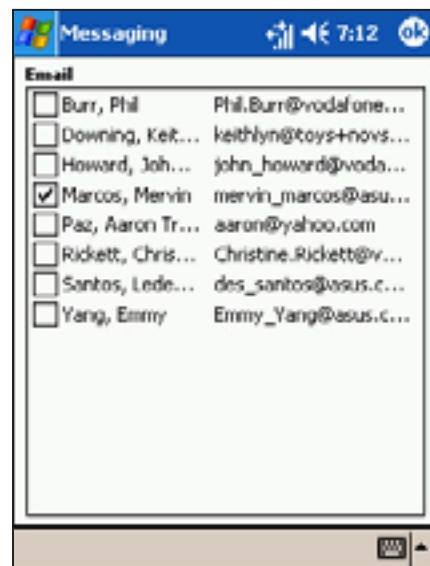 Messaging 7:12 ok
Email
Burr, Phil Phil.Burr@vodafone...
Downing, Keit... keithlyn@toys+novs...
Howard, Joh... john_howard@voda...
Marcos, Mervin mervin_marcos@asu...
Paz, Aaron Tr... aaron@yahoo.com
Rickett, Chris... Christine.Rickett@v...
Santos, Lede... des_santos@asus.c...
Yang, Emmy Emmy_Yang@asus.c...